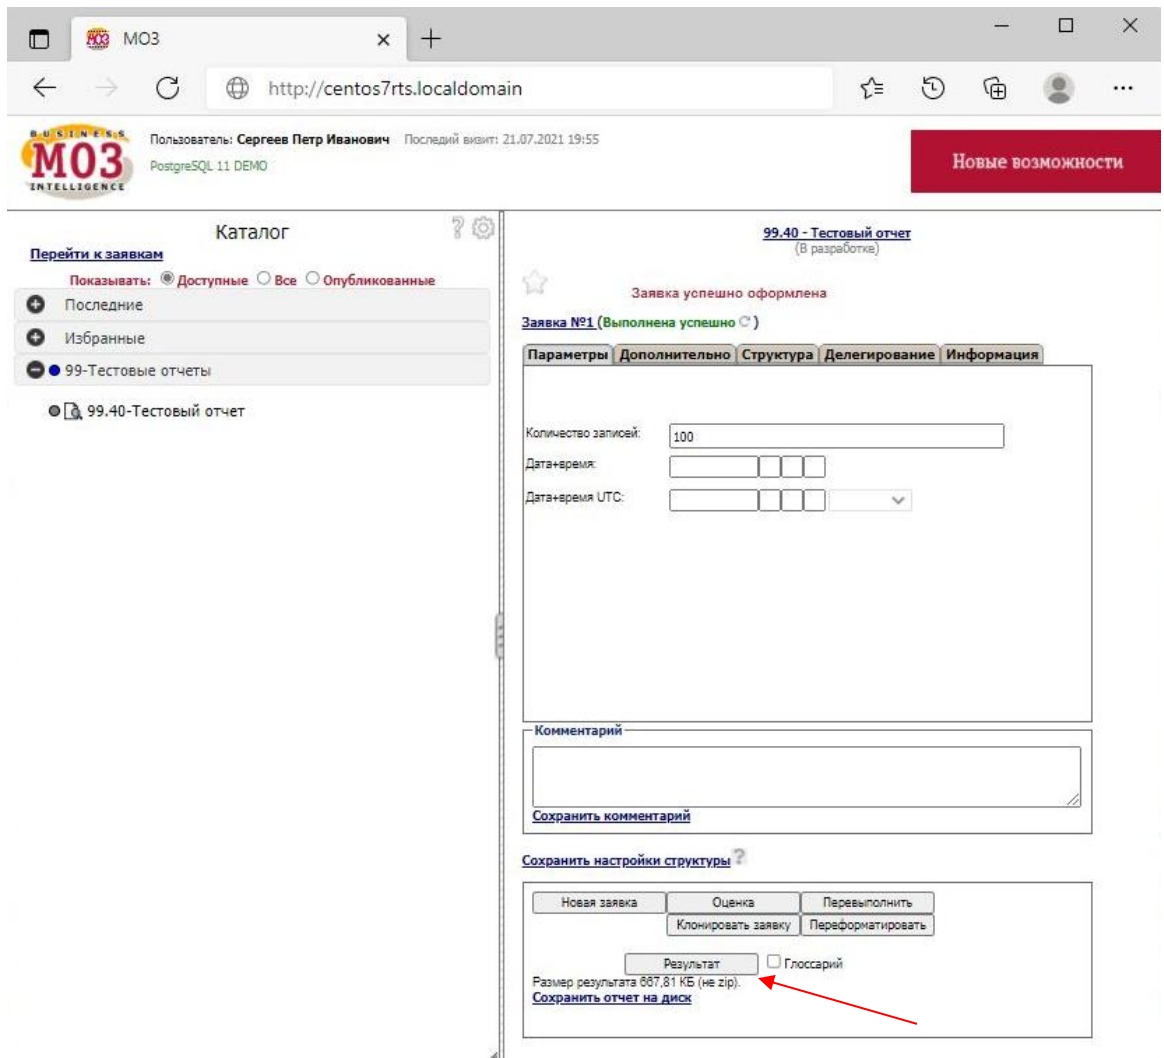 МОЗ
http://centos7rts.localdomain
BUSINESS
МОЗ
INTELLIGENCE
Пользователь: Сергеев Петр Иванович Последий визит: 21.07.2021 19:55
PostgreSQL 11 DEMO
Новые возможности
Каталог
Перейти к заявкам
Показывать: Доступные Все Опубликованные
Последние
Избранные
99-Тестовые отчеты
99.40-Тестовый отчет
99.40 - Тестовый отчет
(В разработке)
Заявка успешно оформлена
Заявка №1 (Выполнена успешно )
Параметры Дополнительно Структура Делегирование Информация
Количество записей: 100
Дата+время:
Дата+время UTC:
Комментарий
Сохранить комментарий
Сохранить настройки структуры ?
Новая заявка Оценка Перевыполнить
Клонировать заявку Переформатировать
Результат Глоссарий
Размер результата 667,81 КБ (не zip).
Сохранить отчет на диск